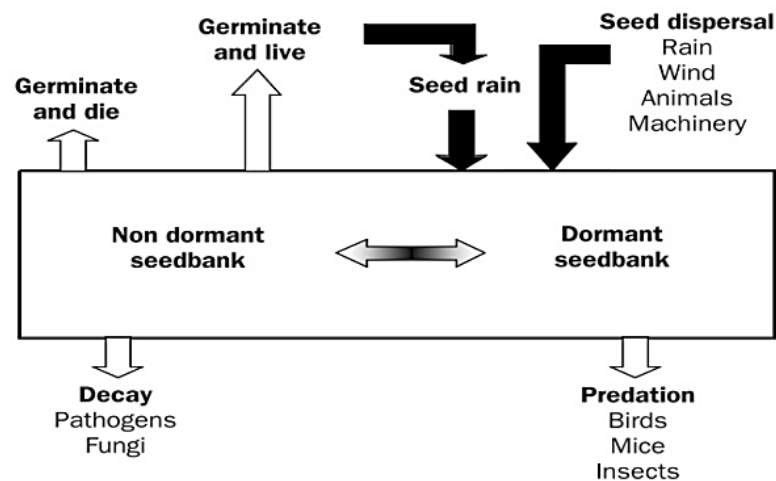 Germinate
and live
Seed dispersal
Rain
Wind
Animals
Machinery
Germinate
and die
Seed rain
Non dormant
seedbank
Dormant
seedbank
Decay
Pathogens
Fungi
Predation
Birds
Mice
Insects